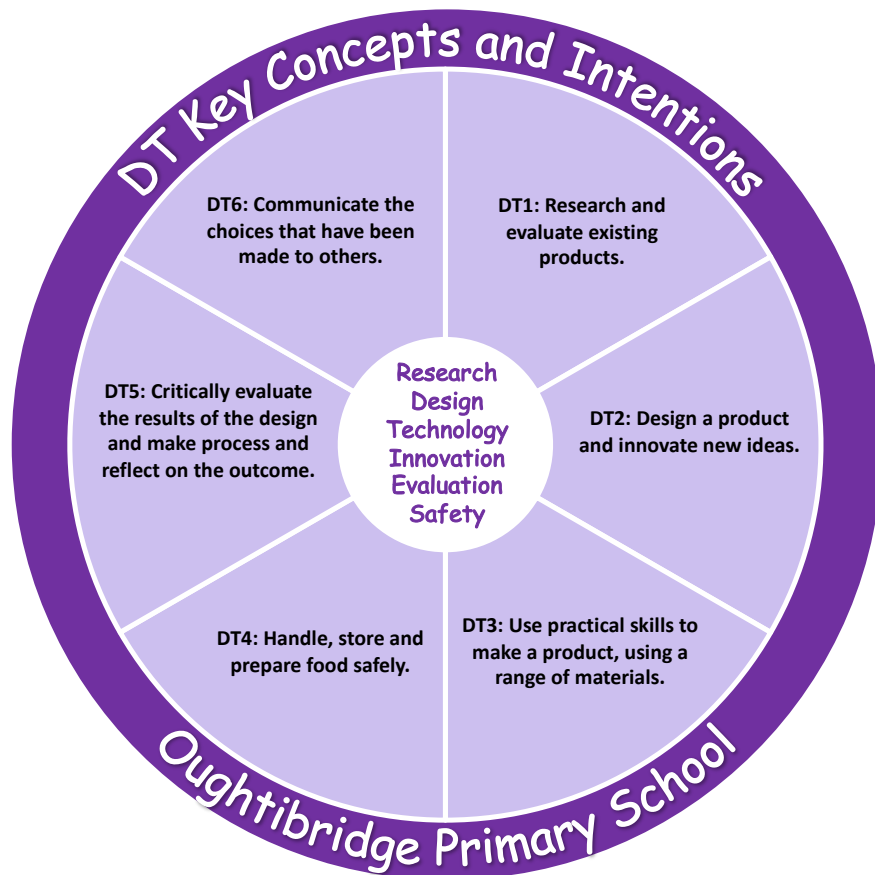 DT Key Concepts and Intentions
DT6: Communicate the
choices that have been
made to others.
DT1: Research and
evaluate existing
products.
DT5: Critically evaluate
the results of the design
and make process and
reflect on the outcome.
Research
Design
Technology
Innovation
Evaluation
Safety
DT2: Design a product
and innovate new ideas.
DT4: Handle, store and
prepare food safely.
DT3: Use practical skills to
make a product, using a
range of materials.
Oughtibridge Primary School